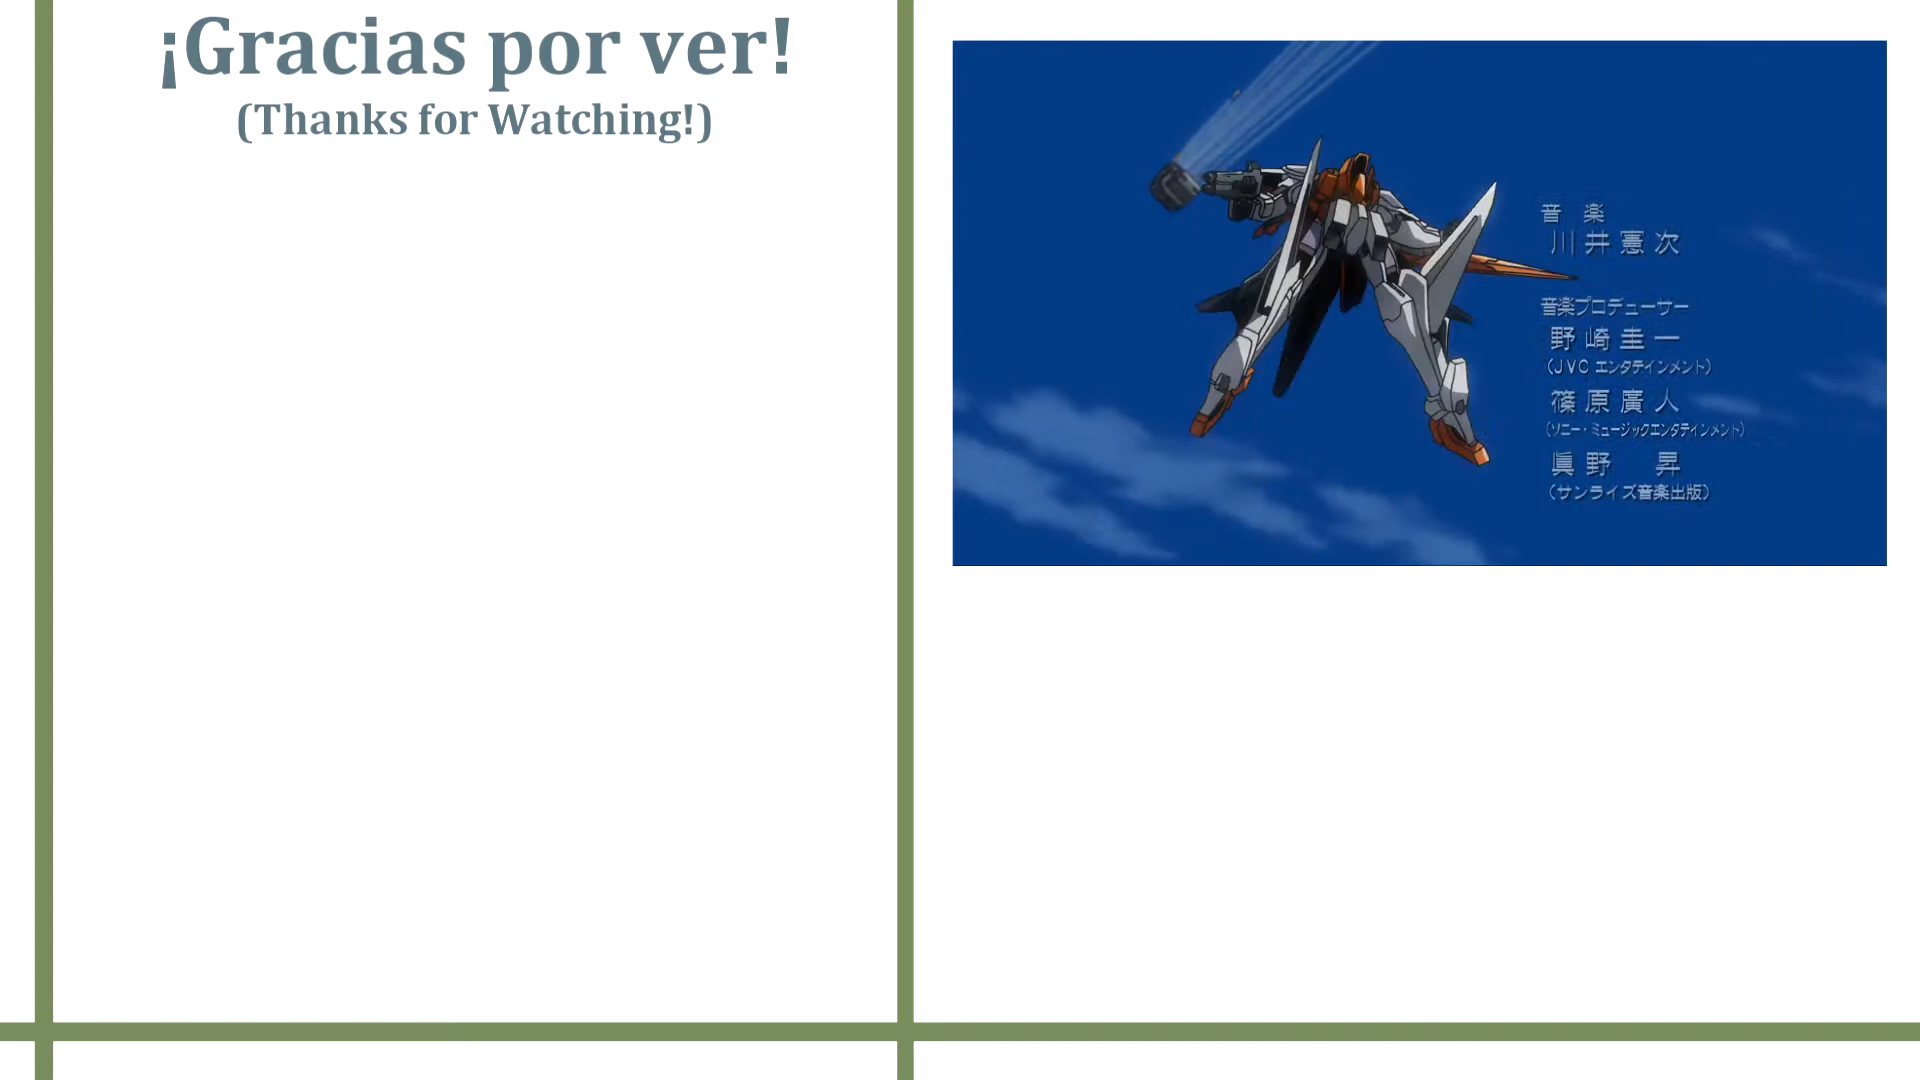 ¡Gracias por ver!
(Thanks for Watching!)
音 楽
川井憲次
音楽プロデューサー
野崎圭一
(JVC エンタテインメント)
篠原廣人
(ソニー・ミュージックエンタテインメント)
眞野 昇
(サンライズ音楽出版)